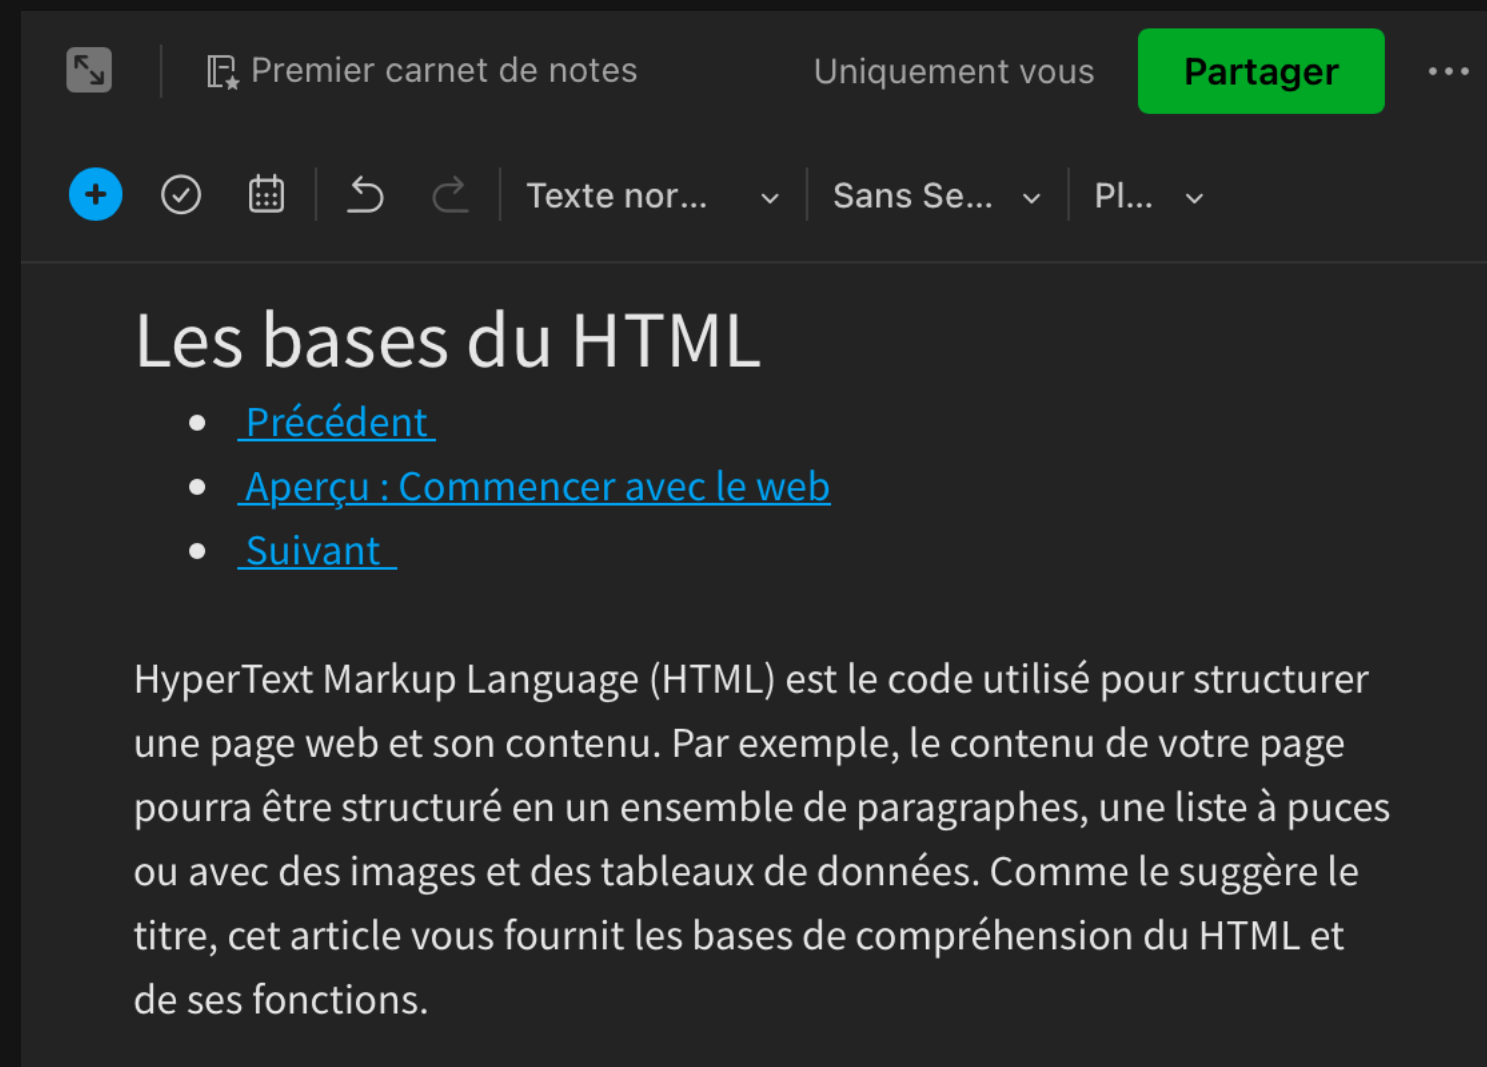 Premier carnet de notes
Uniquement vous
Partager
Texte nor...
Sans Se...
Pl...
Les bases du HTML
Précédent
Aperçu : Commencer avec le web
Suivant
HyperText Markup Language (HTML) est le code utilisé pour structurer
une page web et son contenu. Par exemple, le contenu de votre page
pourra être structuré en un ensemble de paragraphes, une liste à puces
ou avec des images et des tableaux de données. Comme le suggère le
titre, cet article vous fournit les bases de compréhension du HTML et
de ses fonctions.